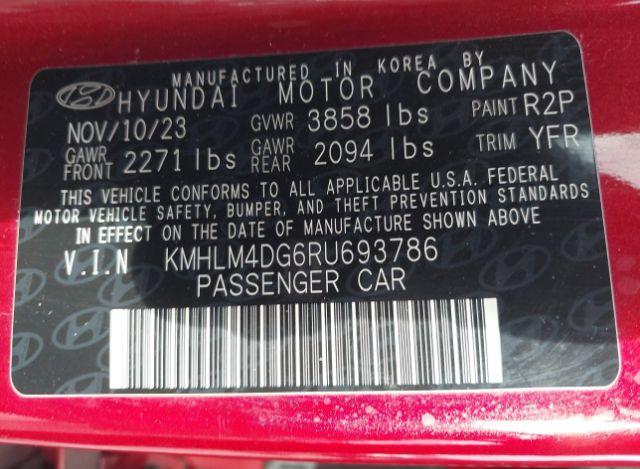 MANUFACTURED IN KOREA BY
HYUNDAI MOTOR COMPANY
NOV/10/23 GVWR 3858 lbs PAINT R2P
GAWR FRONT 2271 lbs GAWR REAR 2094 lbs TRIM YFR
THIS VEHICLE CONFORMS TO ALL APPLICABLE U.S.A. FEDERAL
MOTOR VEHICLE SAFETY, BUMPER, AND THEFT PREVENTION STANDARDS
IN EFFECT ON THE DATE OF MANUFACTURE SHOWN ABOVE
V.I.N KMHLM4DG6RU693786
PASSENGER CAR